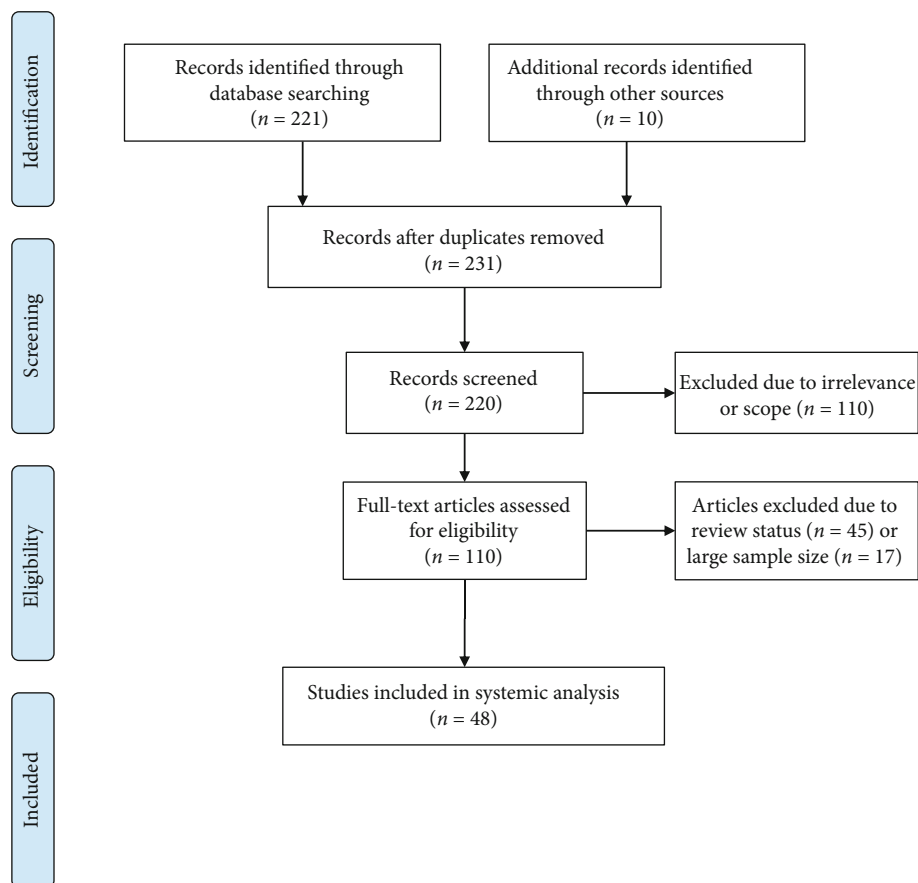 Identification
Records identified through
database searching
(n = 221)
Additional records identified
through other sources
(n = 10)
Records after duplicates removed
(n = 231)
Screening
Records screened
(n = 220)
Excluded due to irrelevance
or scope (n = 110)
Eligibility
Full-text articles assessed
for eligibility
(n = 110)
Articles excluded due to
review status (n = 45) or
large sample size (n = 17)
Studies included in systemic analysis
(n = 48)
Included